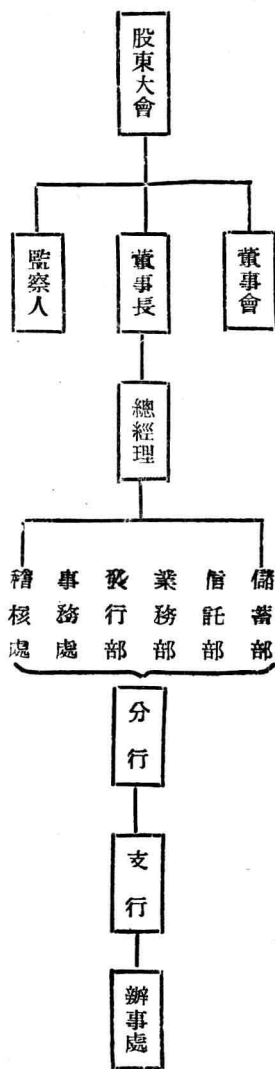 股東大會
董事會
董事長
監察人
總經理
儲蓄部
信託部
業務部
發行部
事務處
稽核處
分行
支行
辦事處